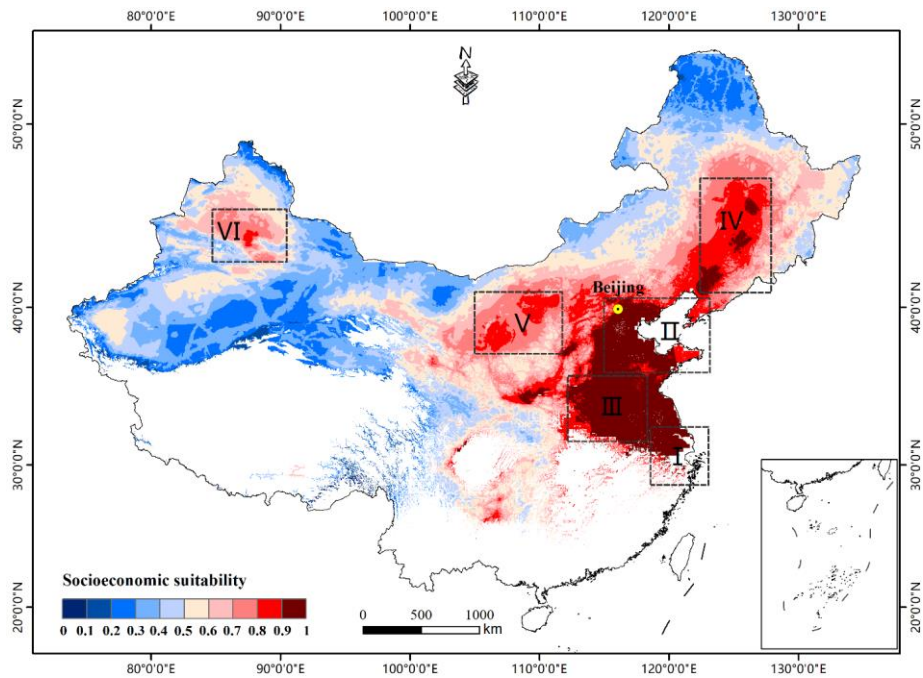 80°0'0"E 90°0'0"E 100°0'0"E 110°0'0"E 120°0'0"E 130°0'0"E
N
50°0'0"N 50°0'0"N
IV
VI
Beijing
40°0'0"N 40°0'0"N
V
II
III
I
30°0'0"N 30°0'0"N
Socioeconomic suitability
0 0.1 0.2 0.3 0.4 0.5 0.6 0.7 0.8 0.9 1
0 500 1000
km
20°0'0"N 20°0'0"N
80°0'0"E 90°0'0"E 100°0'0"E 110°0'0"E 120°0'0"E 130°0'0"E